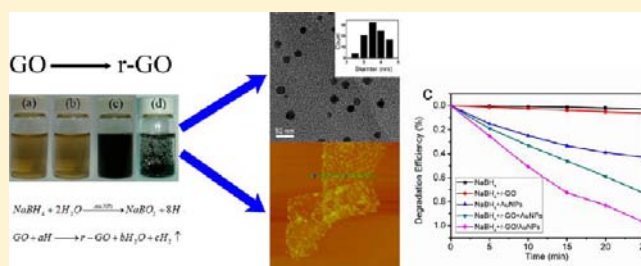 GO → r-GO
(a) (b) (c) (d)
NaBH₄ + 2H₂O → NaBO₂ + 8H
GO + aH → r-GO + bH₂O + cH₂ ↑
Count
Diameter (nm)
50 nm
C
Degradation Efficiency (%)
0.0
0.2
0.4
0.6
0.8
1.0
NaBH₄
NaBH₄+r-GO
NaBH₄+AuNPs
NaBH₄+r-GO+AuNPs
NaBH₄+r-GO/AuNPs
0 5 10 15 20 25
Time (min)